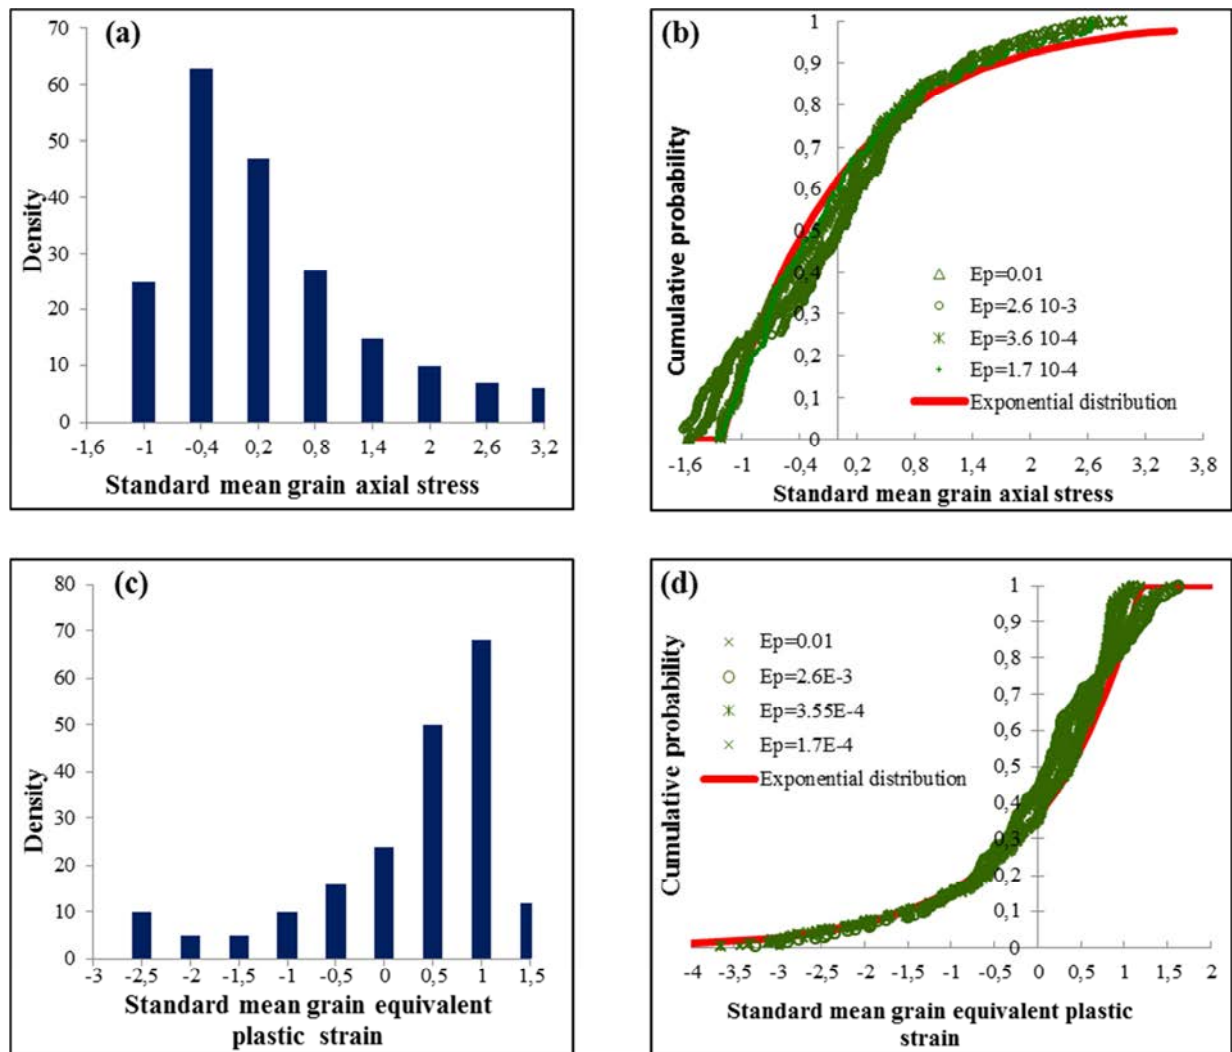 (a)
70
60
50
40
30
20
10
0
Density
-1,6 -1 -0,4 0,2 0,8 1,4 2 2,6 3,2
Standard mean grain axial stress
(b)
1
0,9
0,8
0,7
0,6
0,5
0,4
0,3
0,2
0,1
0
Cumulative probability
Ep=0.01
Ep=2.6 10-3
Ep=3.6 10-4
Ep=1.7 10-4
Exponential distribution
-1,6 -1 -0,4 0,2 0,8 1,4 2 2,6 3,2 3,8
Standard mean grain axial stress
(c)
80
70
60
50
40
30
20
10
0
Density
-3 -2,5 -2 -1,5 -1 -0,5 0 0,5 1 1,5
Standard mean grain equivalent
plastic strain
(d)
1
0,9
0,8
0,7
0,6
0,5
0,4
0,3
0,2
0,1
0
Cumulative probability
Ep=0.01
Ep=2.6E-3
Ep=3.55E-4
Ep=1.7E-4
Exponential distribution
-4 -3,5 -3 -2,5 -2 -1,5 -1 -0,5 0 0,5 1 1,5 2
Standard mean grain equivalent plastic
strain